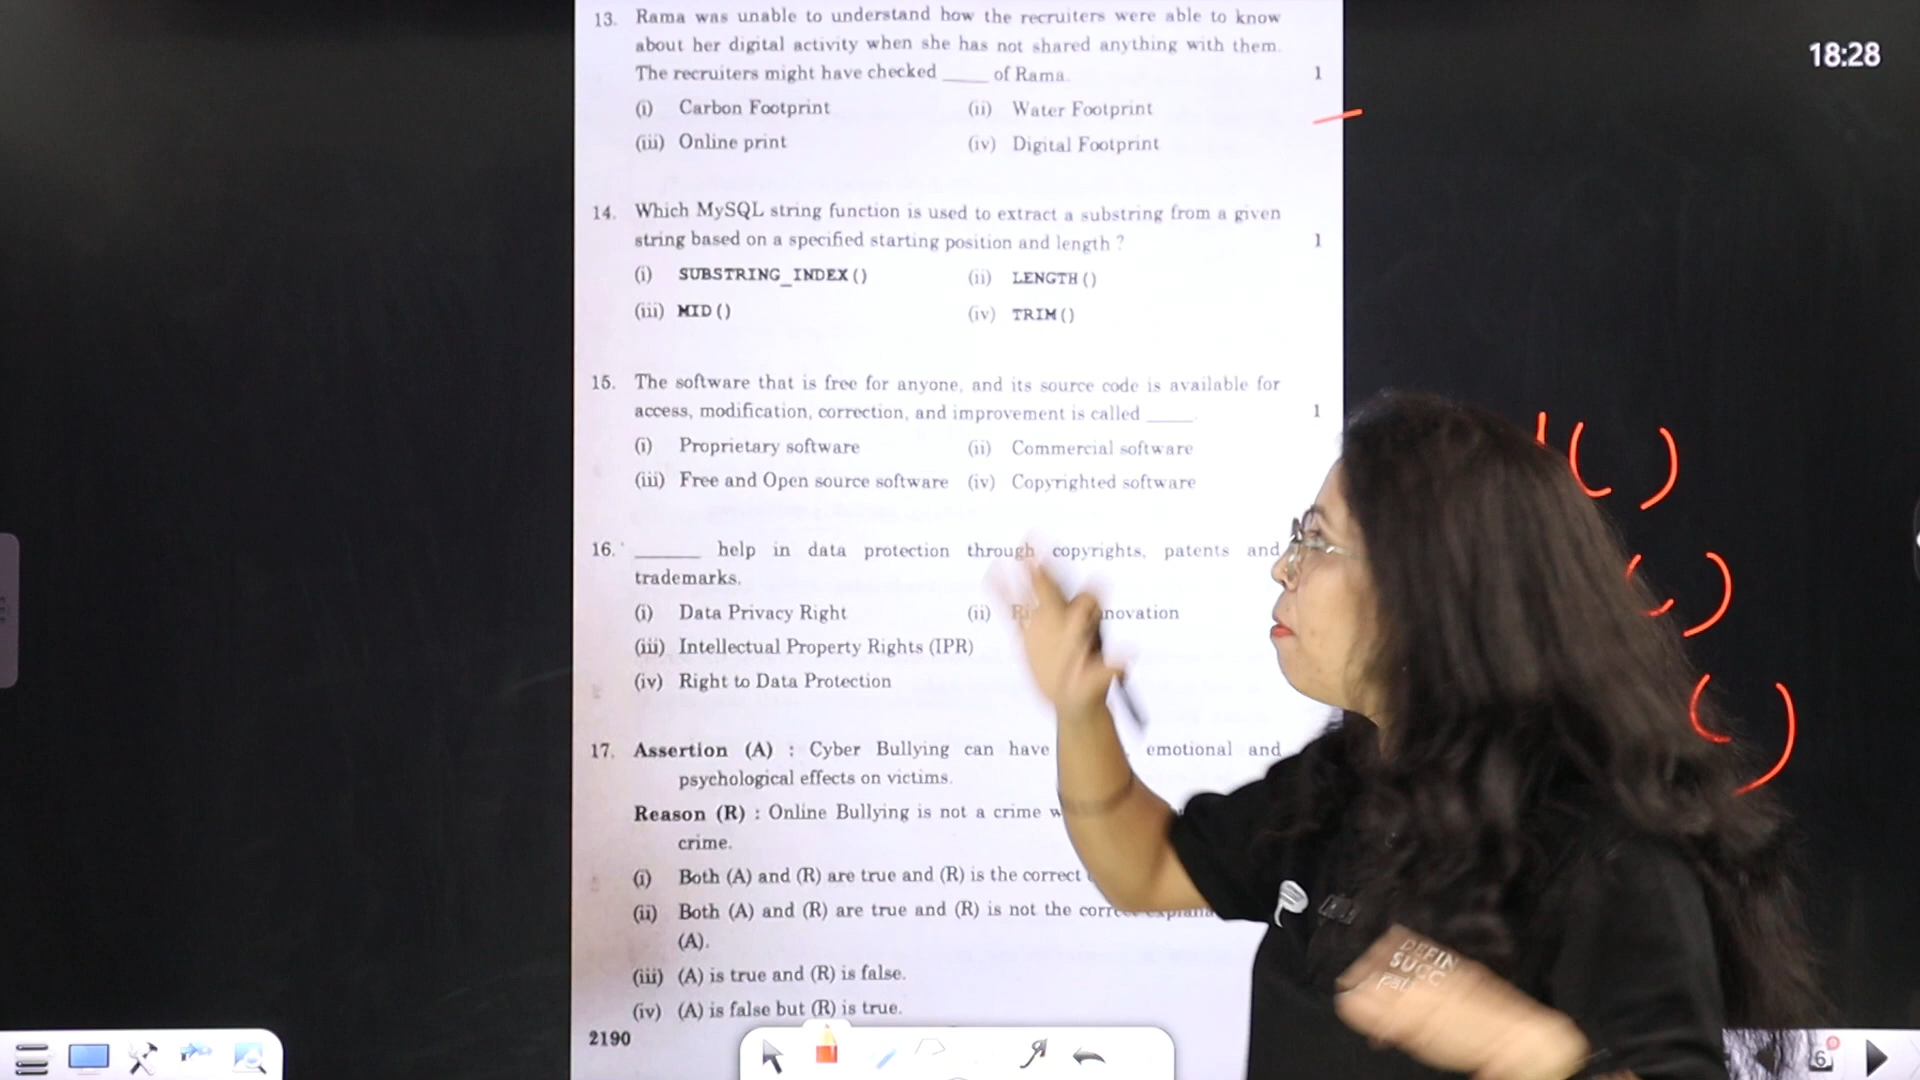 18:28
13. Rama was unable to understand how the recruiters were able to know
about her digital activity when she has not shared anything with them.
The recruiters might have checked _____ of Rama. 1
(i) Carbon Footprint (ii) Water Footprint
(iii) Online print (iv) Digital Footprint
14. Which MySQL string function is used to extract a substring from a given
string based on a specified starting position and length ? 1
(i) SUBSTRING_INDEX() (ii) LENGTH()
(iii) MID() (iv) TRIM()
15. The software that is free for anyone, and its source code is available for
access, modification, correction, and improvement is called _____. 1
(i) Proprietary software (ii) Commercial software
(iii) Free and Open source software (iv) Copyrighted software
16. ______ help in data protection through copyrights, patents and
trademarks.
(i) Data Privacy Right (ii)
(iii) Intellectual Property Rights (IPR)
(iv) Right to Data Protection
17. Assertion (A) : Cyber Bullying can have emotional and
psychological effects on victims.
Reason (R) : Online Bullying is not a crime
crime.
(i) Both (A) and (R) are true and (R) is the correct
(ii) Both (A) and (R) are true and (R) is not the
(A).
(iii) (A) is true and (R) is false.
(iv) (A) is false but (R) is true.
2190
6